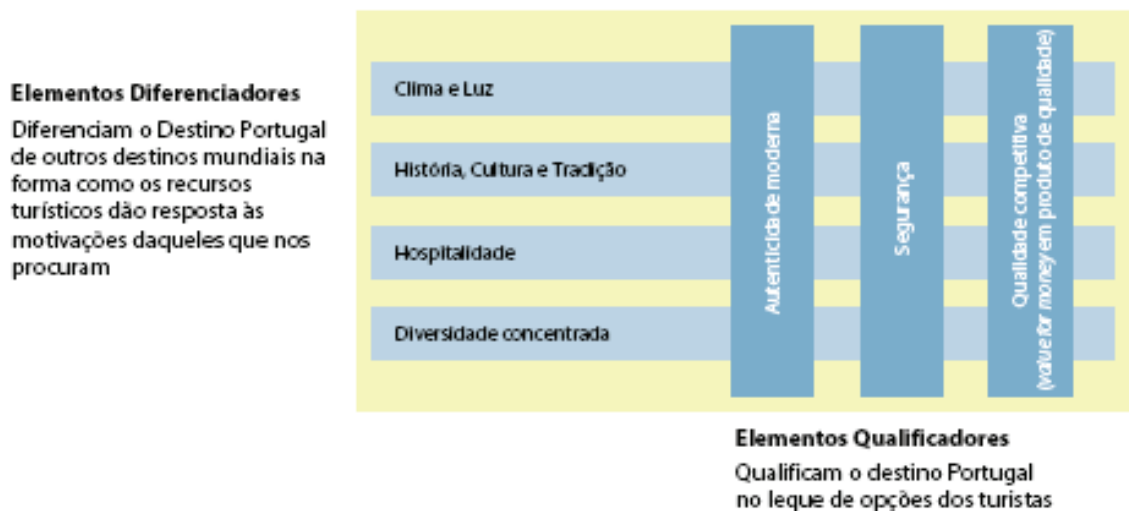 Elementos Diferenciadores
Diferenciam o Destino Portugal
de outros destinos mundiais na
forma como os recursos
turísticos dão resposta às
motivações daqueles que nos
procuram
Clima e Luz
História, Cultura e Tradição
Hospitalidade
Diversidade concentrada
Autenticidade moderna
Segurança
Qualidade competitiva
(value for money em produto de qualidade)
Elementos Qualificadores
Qualificam o destino Portugal
no leque de opções dos turistas